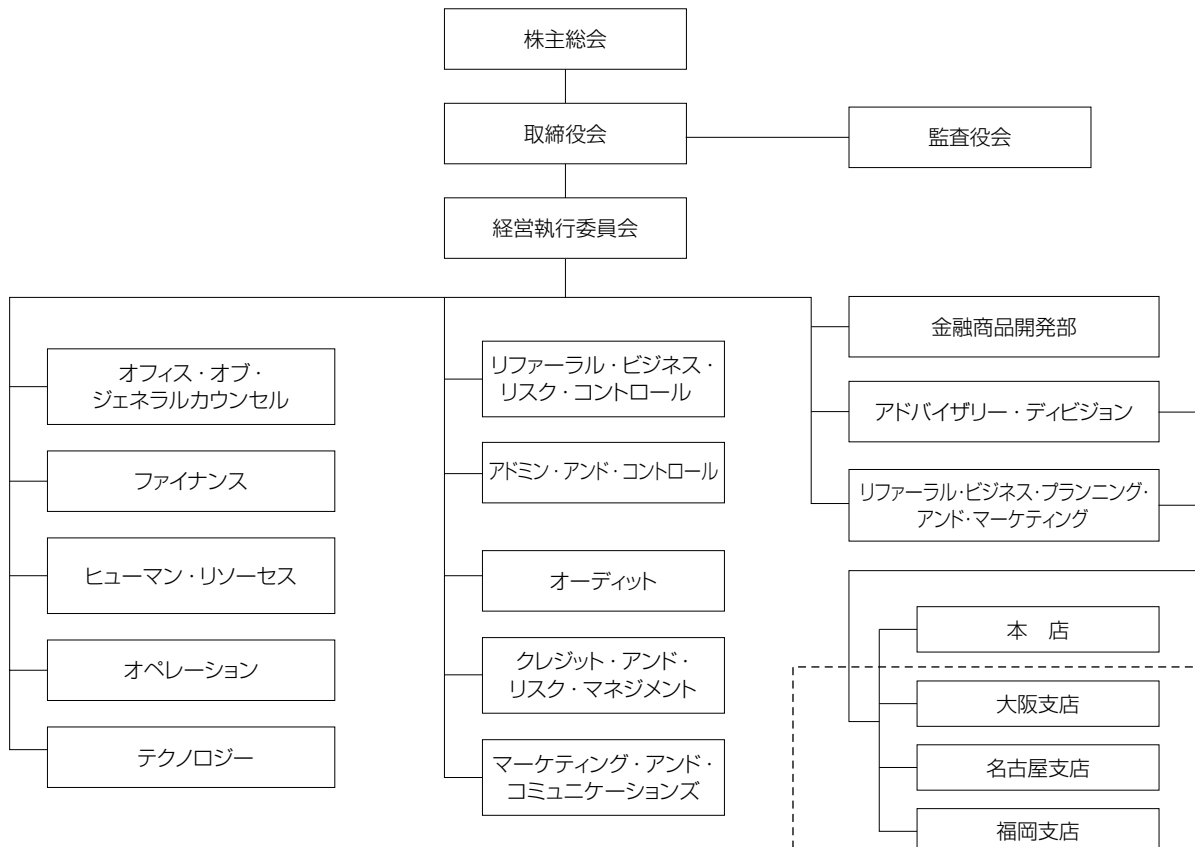 株主総会
取締役会
監査役会
経営執行委員会
オフィス・オブ・
ジェネラルカウンセル
ファイナンス
ヒューマン・リソーセス
オペレーション
テクノロジー
リファーラル・ビジネス・
リスク・コントロール
アドミン・アンド・コントロール
オーディット
クレジット・アンド・
リスク・マネジメント
マーケティング・アンド・
コミュニケーションズ
金融商品開発部
アドバイザリー・ディビジョン
リファーラル・ビジネス・プランニング・
アンド・マーケティング
本　店
大阪支店
名古屋支店
福岡支店